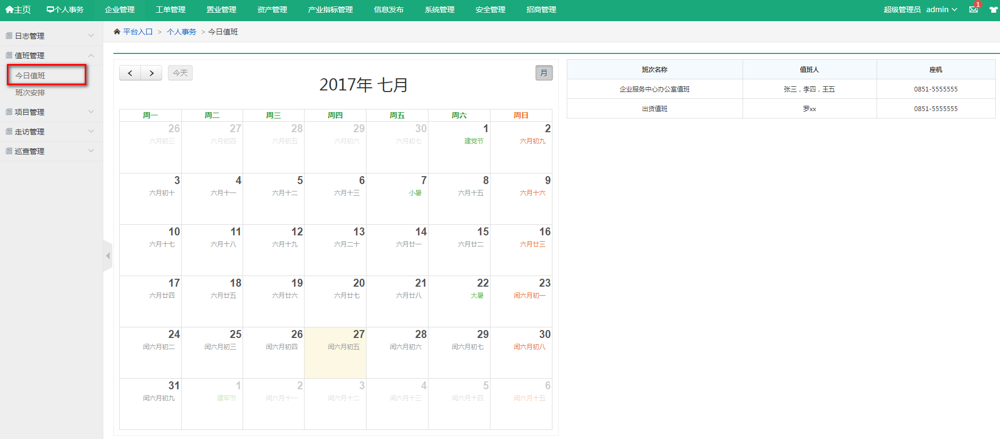 主页 个人事务 企业管理 工单管理 置业管理 资产管理 产业指标管理 信息发布 系统管理 安全管理 招商管理 超级管理员 admin 1
平台入口 > 个人事务 > 今日值班
日志管理
值班管理
今日值班
班次安排
项目管理
走访管理
巡查管理
今天 月
2017年 七月
周一 周二 周三 周四 周五 周六 周日
26 27 28 29 30 1 2
六月初三 六月初四 六月初五 六月初六 六月初七 建党节 六月初九
3 4 5 6 7 8 9
六月初十 六月十一 六月十二 六月十三 小暑 六月十五 六月十六
10 11 12 13 14 15 16
六月十七 六月十八 六月十九 六月二十 六月廿一 六月廿二 六月廿三
17 18 19 20 21 22 23
六月廿四 六月廿五 六月廿六 六月廿七 六月廿八 大暑 闰六月初一
24 25 26 27 28 29 30
闰六月初二 闰六月初三 闰六月初四 闰六月初五 闰六月初六 闰六月初七 闰六月初八
31 1 2 3 4 5 6
闰六月初九 建军节 闰六月十一 闰六月十二 闰六月十三 闰六月十四 闰六月十五
班次名称 值班人 座机
企业服务中心办公室值班 张三，李四，王五 0851-5555555
出货值班 罗xx 0851-5555555